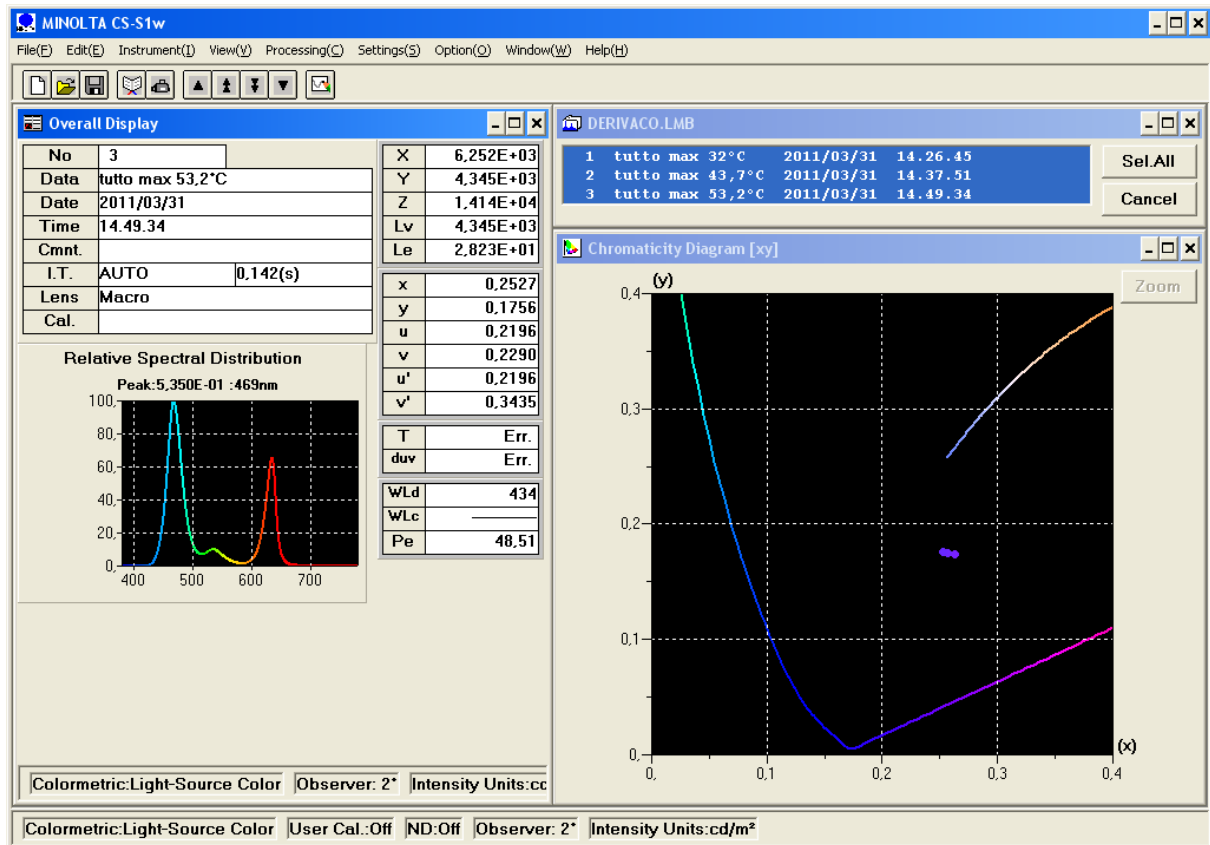 MINOLTA CS-S1w
File(F) Edit(E) Instrument(I) View(V) Processing(C) Settings(S) Option(O) Window(W) Help(H)
Overall Display
No 3
Data tutto max 53,2°C
Date 2011/03/31
Time 14.49.34
Cmnt.
I.T. AUTO 0,142(s)
Lens Macro
Cal.
X 6,252E+03
Y 4,345E+03
Z 1,414E+04
Lv 4,345E+03
Le 2,823E+01
x 0,2527
y 0,1756
u 0,2196
v 0,2290
u' 0,2196
v' 0,3435
T Err.
duv Err.
WLd 434
WLc
Pe 48,51
Relative Spectral Distribution
Peak:5,350E-01 :469nm
100,
80,
60,
40,
20,
0,
400 500 600 700
Colormetric:Light-Source Color Observer: 2° Intensity Units:cc
DERIVACO.LMB
1 tutto max 32°C 2011/03/31 14.26.45
2 tutto max 43,7°C 2011/03/31 14.37.51
3 tutto max 53,2°C 2011/03/31 14.49.34
Sel.All
Cancel
Chromaticity Diagram [xy]
Zoom
(y)
0,4
0,3
0,2
0,1
0,
0, 0,1 0,2 0,3 0,4
(x)
Colormetric:Light-Source Color User Cal.:Off ND:Off Observer: 2° Intensity Units:cd/m²